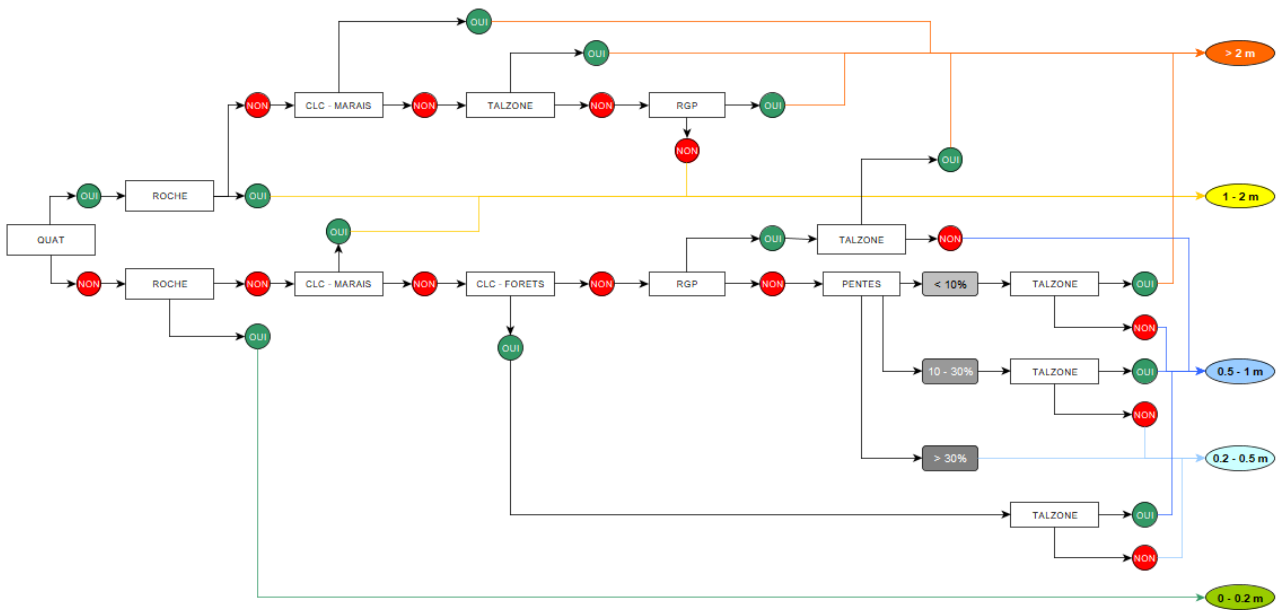 OUI
OUI
> 2 m
NON
CLC - MARAIS
NON
TALZONE
NON
RGP
OUI
NON
OUI
OUI
ROCHE
OUI
1 - 2 m
QUAT
OUI
OUI
TALZONE
NON
NON
ROCHE
NON
CLC - MARAIS
NON
CLC - FORETS
NON
RGP
NON
PENTES
< 10%
TALZONE
OUI
NON
OUI
OUI
10 - 30%
TALZONE
OUI
0.5 - 1 m
NON
> 30%
0.2 - 0.5 m
TALZONE
OUI
NON
0 - 0.2 m